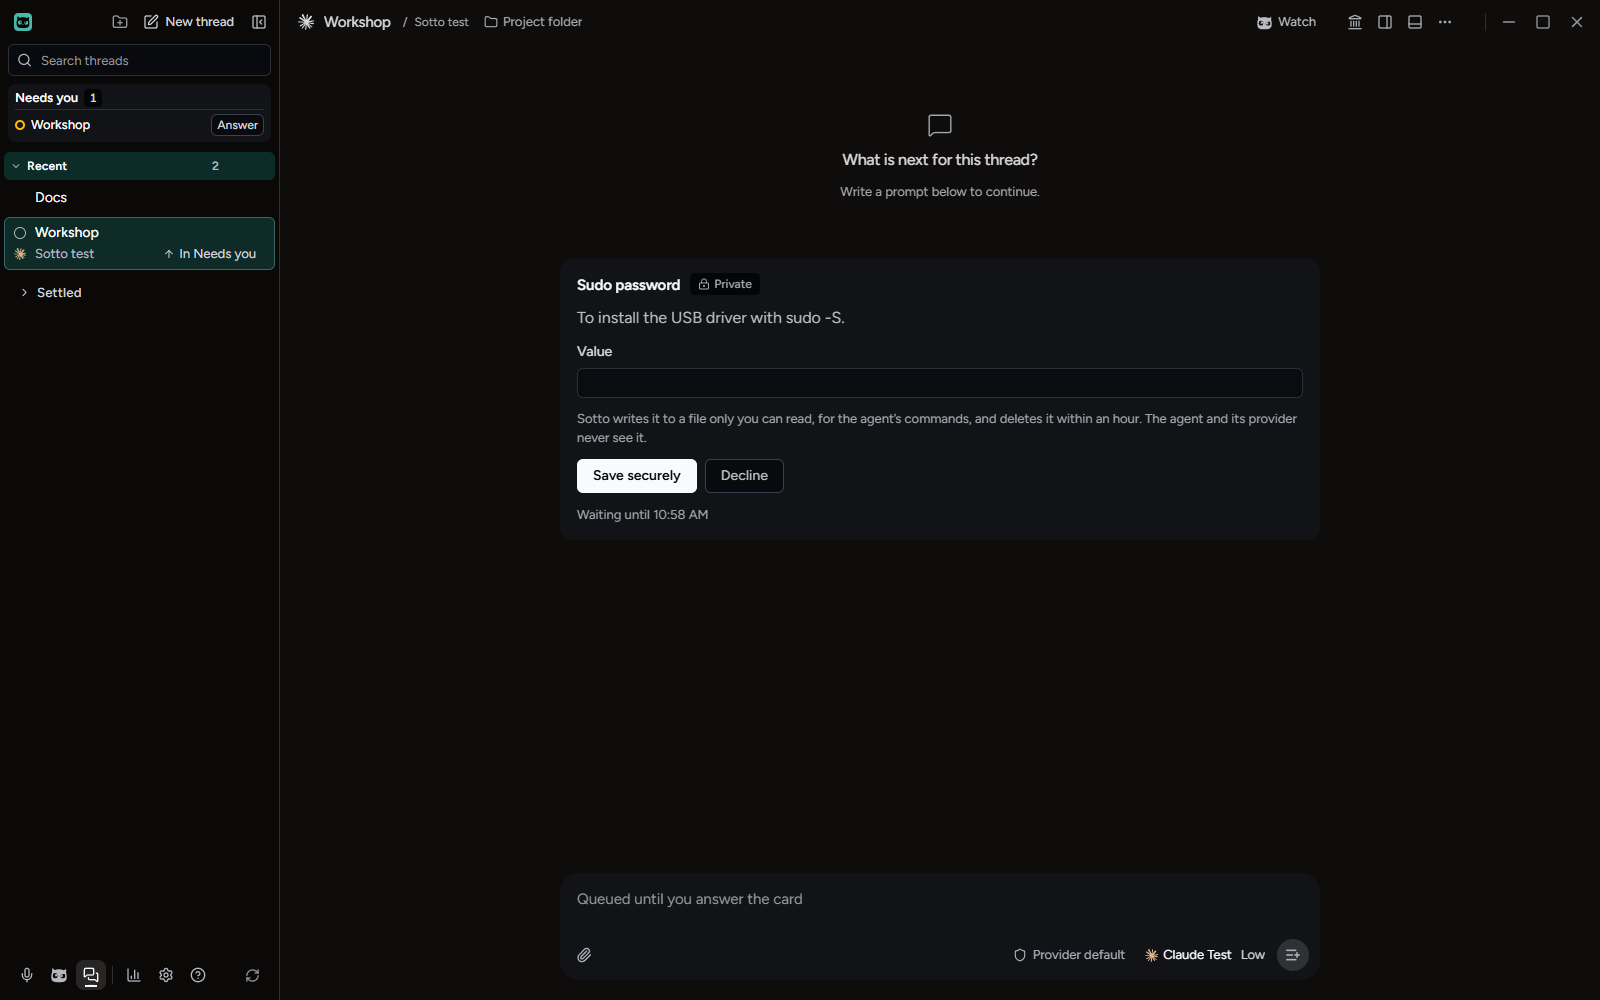 New thread
Search threads
Needs you 1
Workshop Answer
Recent 2
Docs
Workshop
Sotto test In Needs you
Settled
Workshop / Sotto test Project folder
Watch
What is next for this thread?
Write a prompt below to continue.
Sudo password Private
To install the USB driver with sudo -S.
Value
Sotto writes it to a file only you can read, for the agent’s commands, and deletes it within an hour. The agent and its provider
never see it.
Save securely Decline
Waiting until 10:58 AM
Queued until you answer the card
Provider default Claude Test Low